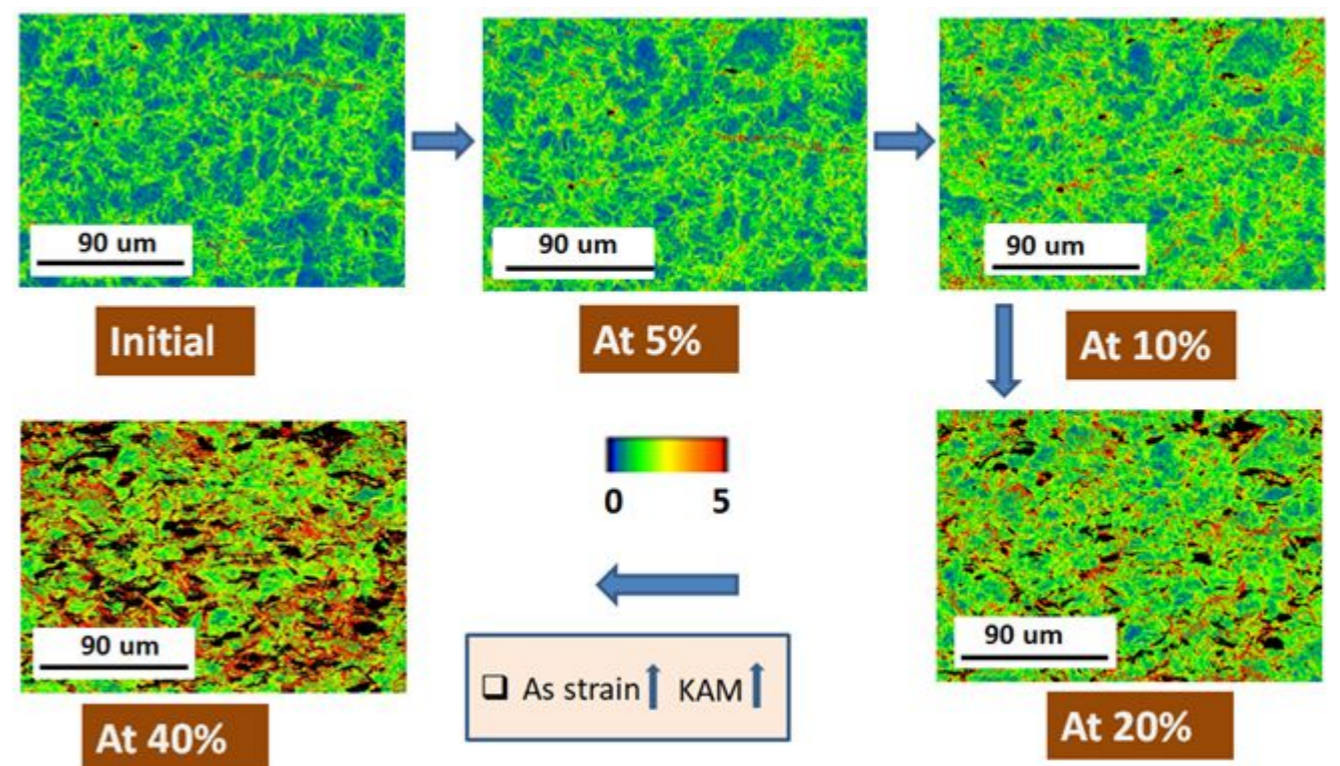 90 um
90 um
90 um
Initial
At 5%
At 10%
0 5
90 um
90 um
❑ As strain ↑ KAM ↑
At 40%
At 20%